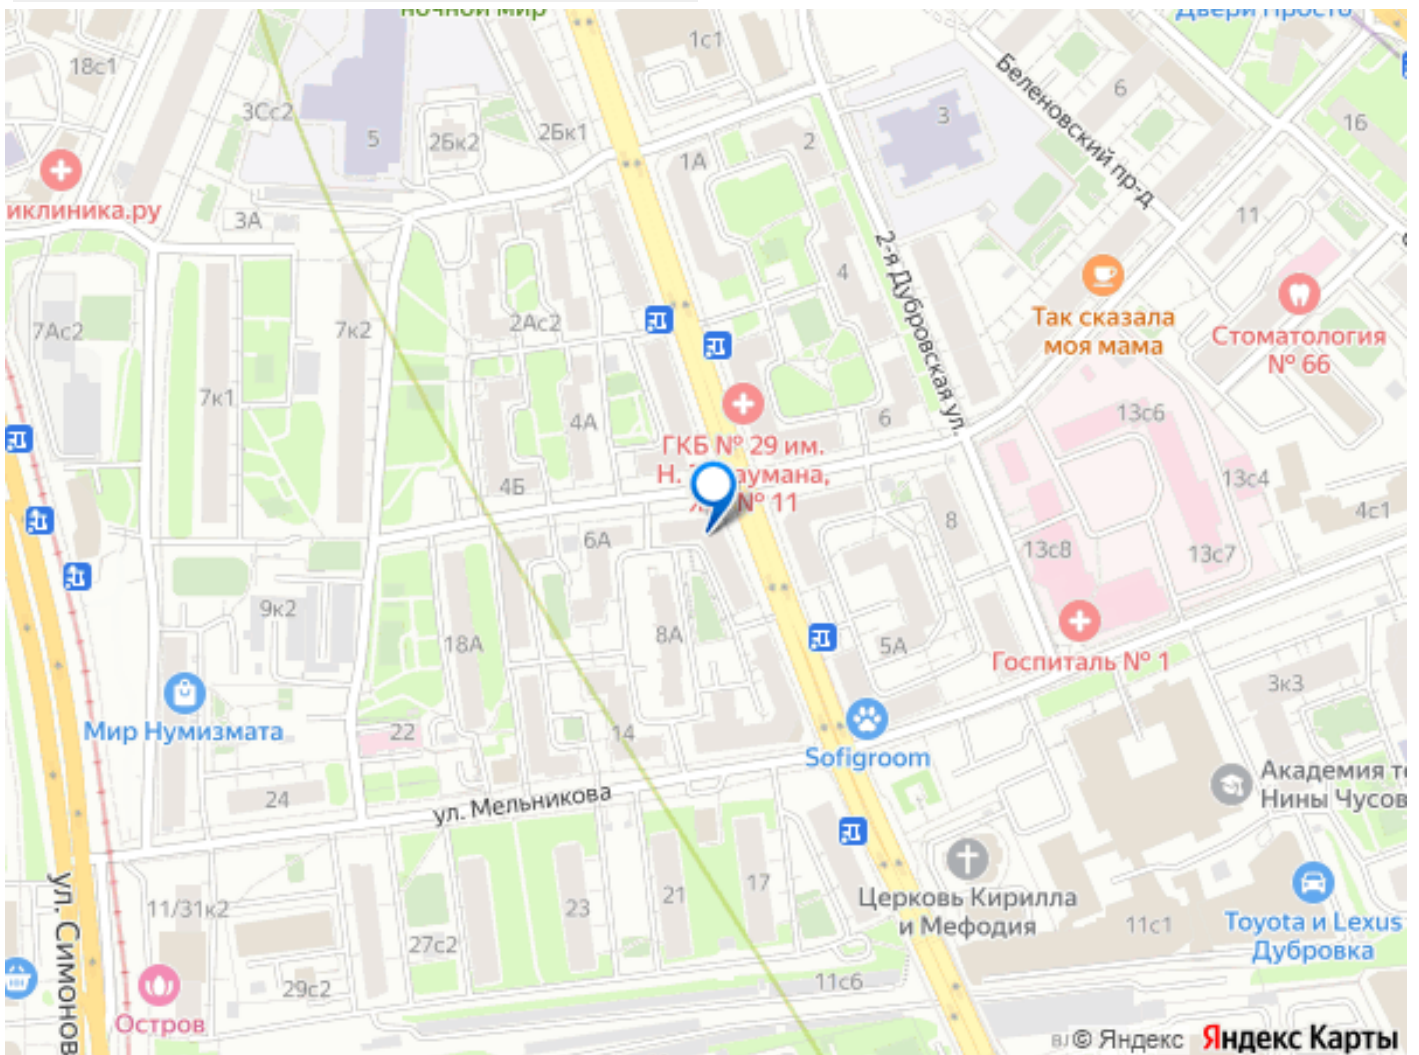 ночной мир
Двери Просто
1с1
18с1
6
Беленовский пр-д
3Сс2
2Бк1
3
16
5
2Бк2
2
1А
иклиника.ру
3А
11
2-я Дубровская ул.
4
Так сказала
моя мама
Стоматология
№ 66
7Ас2
7к2
2Ас2
7к1
4А
6
13с6
ГКБ № 29 им.
Н.
аумана,
№ 11
4Б
13с4
4с1
8
6А
13с8
13с7
9к2
18А
8А
5А
Госпиталь № 1
3к3
Мир Нумизмата
22
14
Sofigroom
Академия т
Нины Чусов
24
ул. Мельникова
ул. Симонов
11/31к2
23
21
17
Церковь Кирилла
и Мефодия
11с1
Toyota и Lexus
Дубровка
27с2
29с2
11с6
Остров
© Яндекс Яндекс Карты